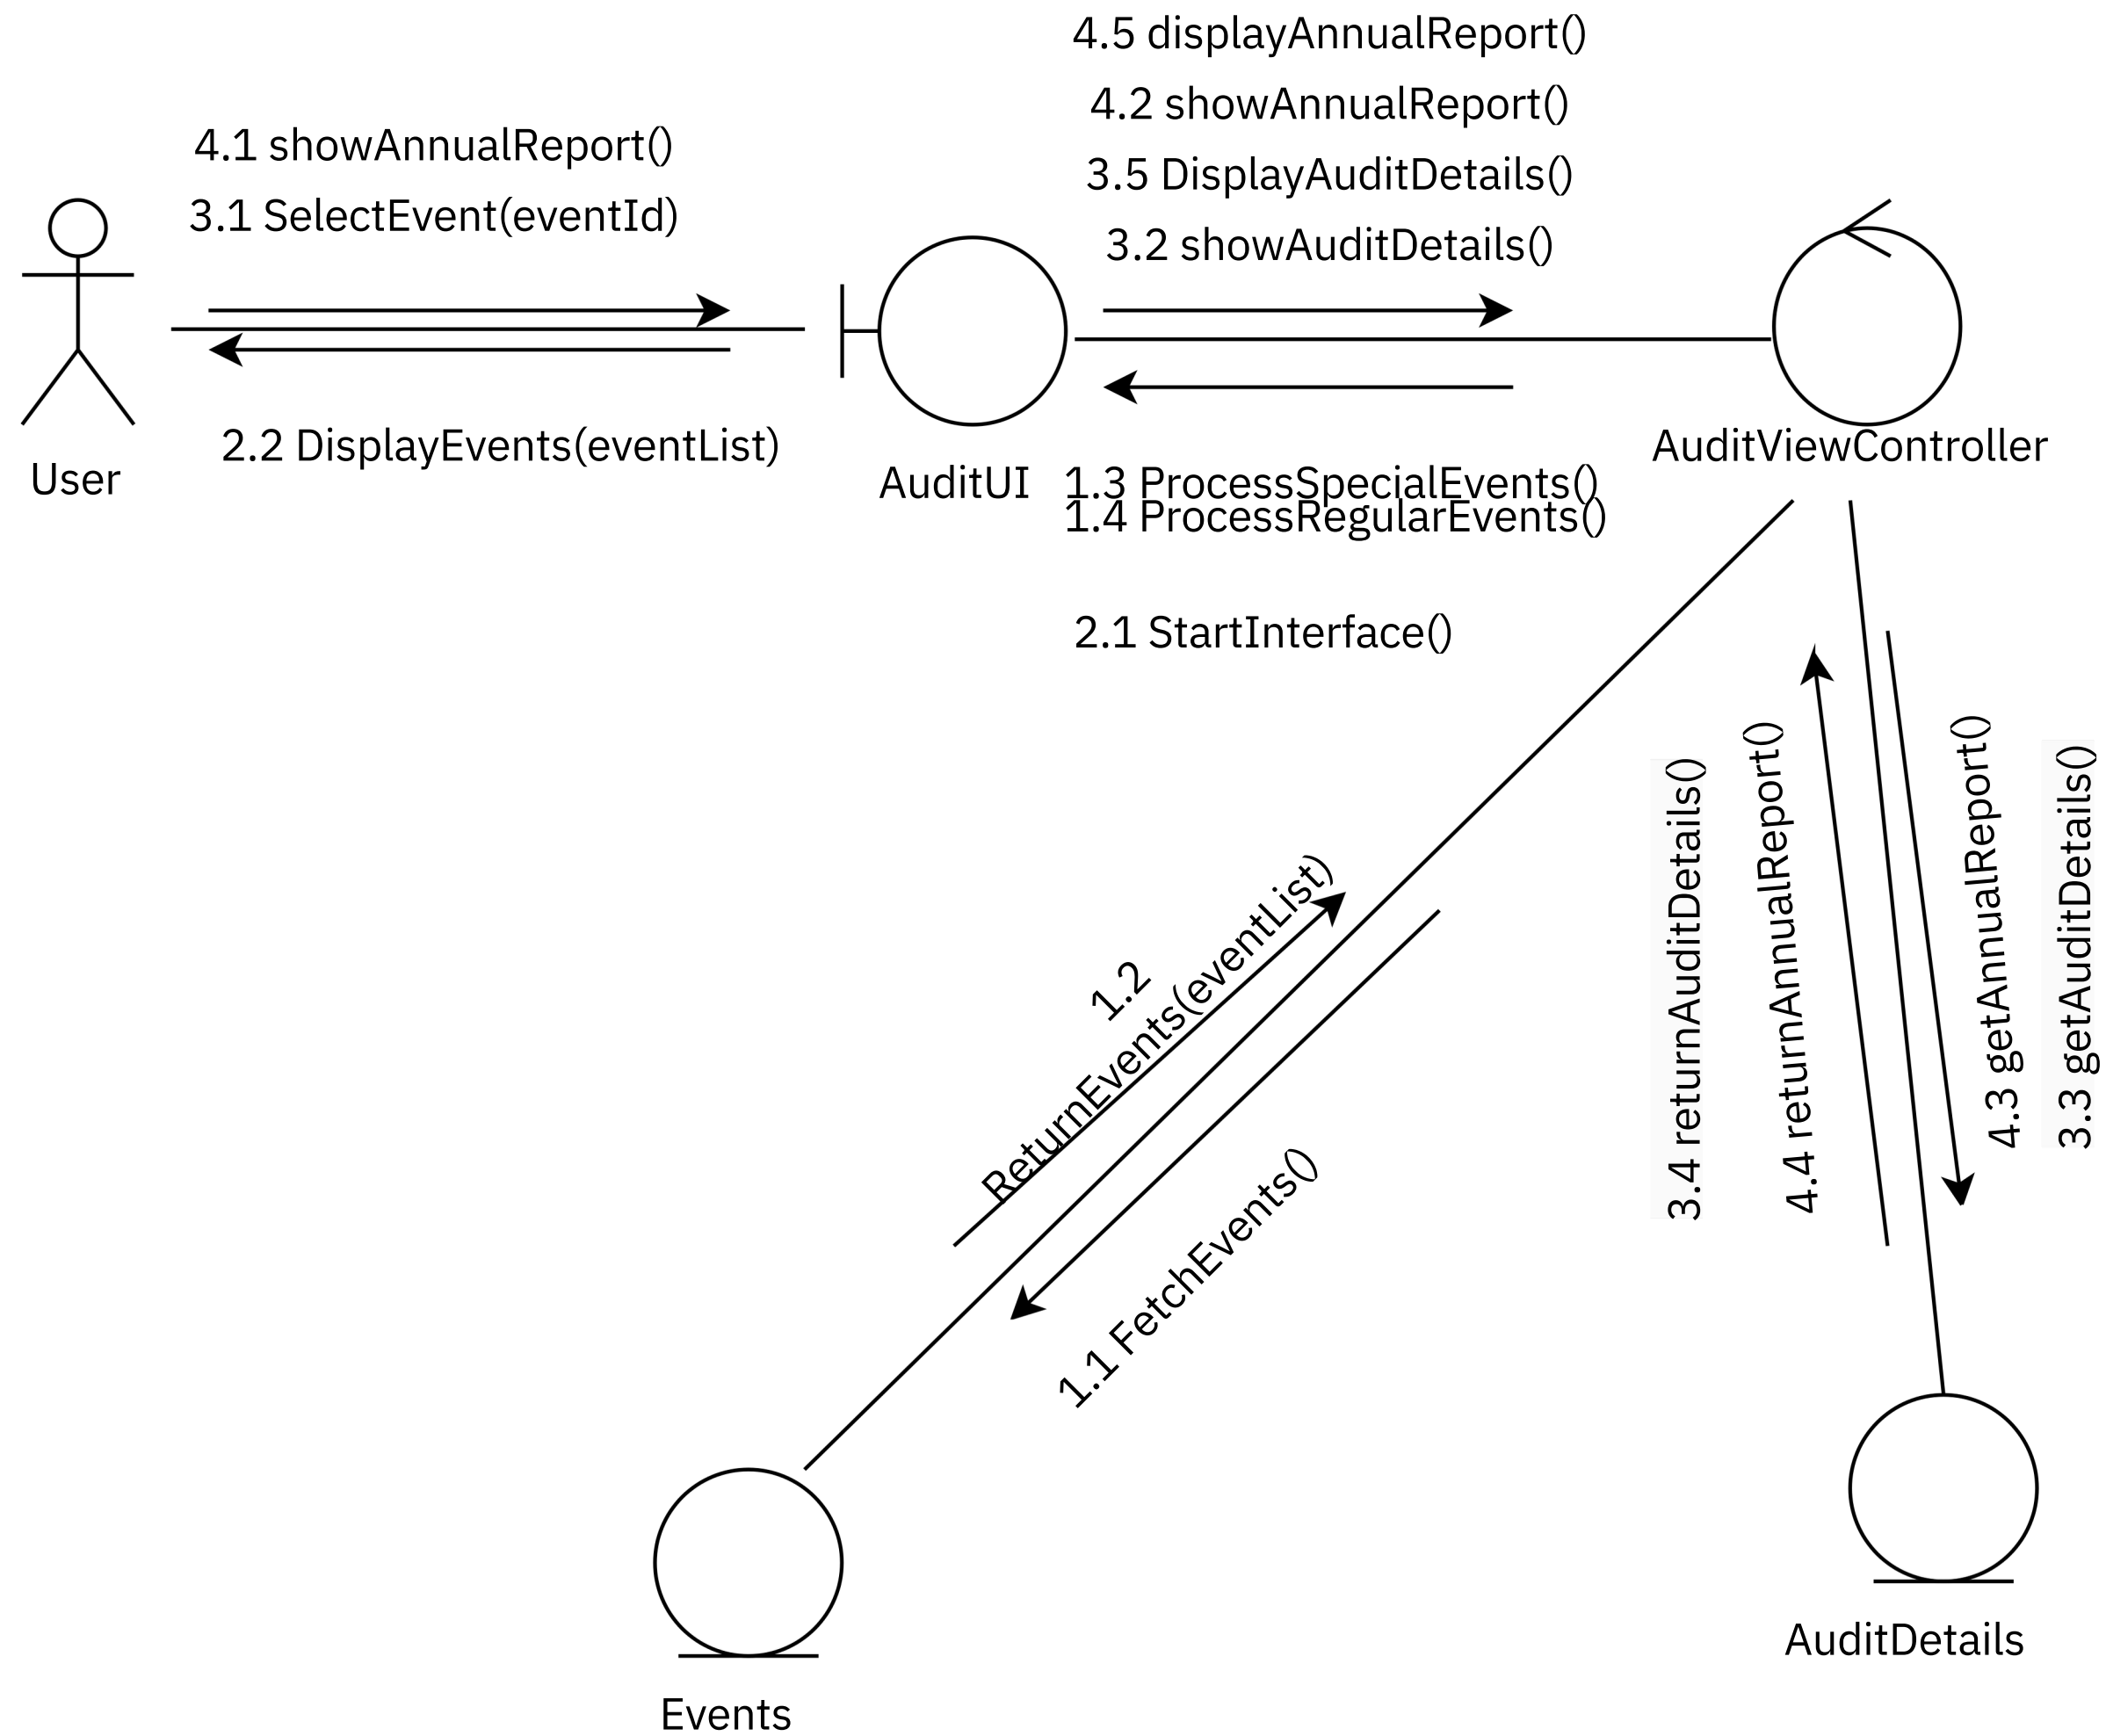 4.5 displayAnnualReport()
4.2 showAnnualReport()
4.1 showAnnualReport()
3.5 DisplayAuditDetails()
3.1 SelectEvent(eventId)
3.2 showAuditDetails()
2.2 DisplayEvents(eventList)
AuditViewController
User
AuditUI
1.3 ProcessSpecialEvents()
1.4 ProcessRegularEvents()
2.1 StartInterface()
3.4 returnAuditDetails()
4.4 returnAnnualReport()
4.3 getAnnualReport()
3.3 getAuditDetails()
1.2
ReturnEvents(eventList)
1.1 FetchEvents()
AuditDetails
Events